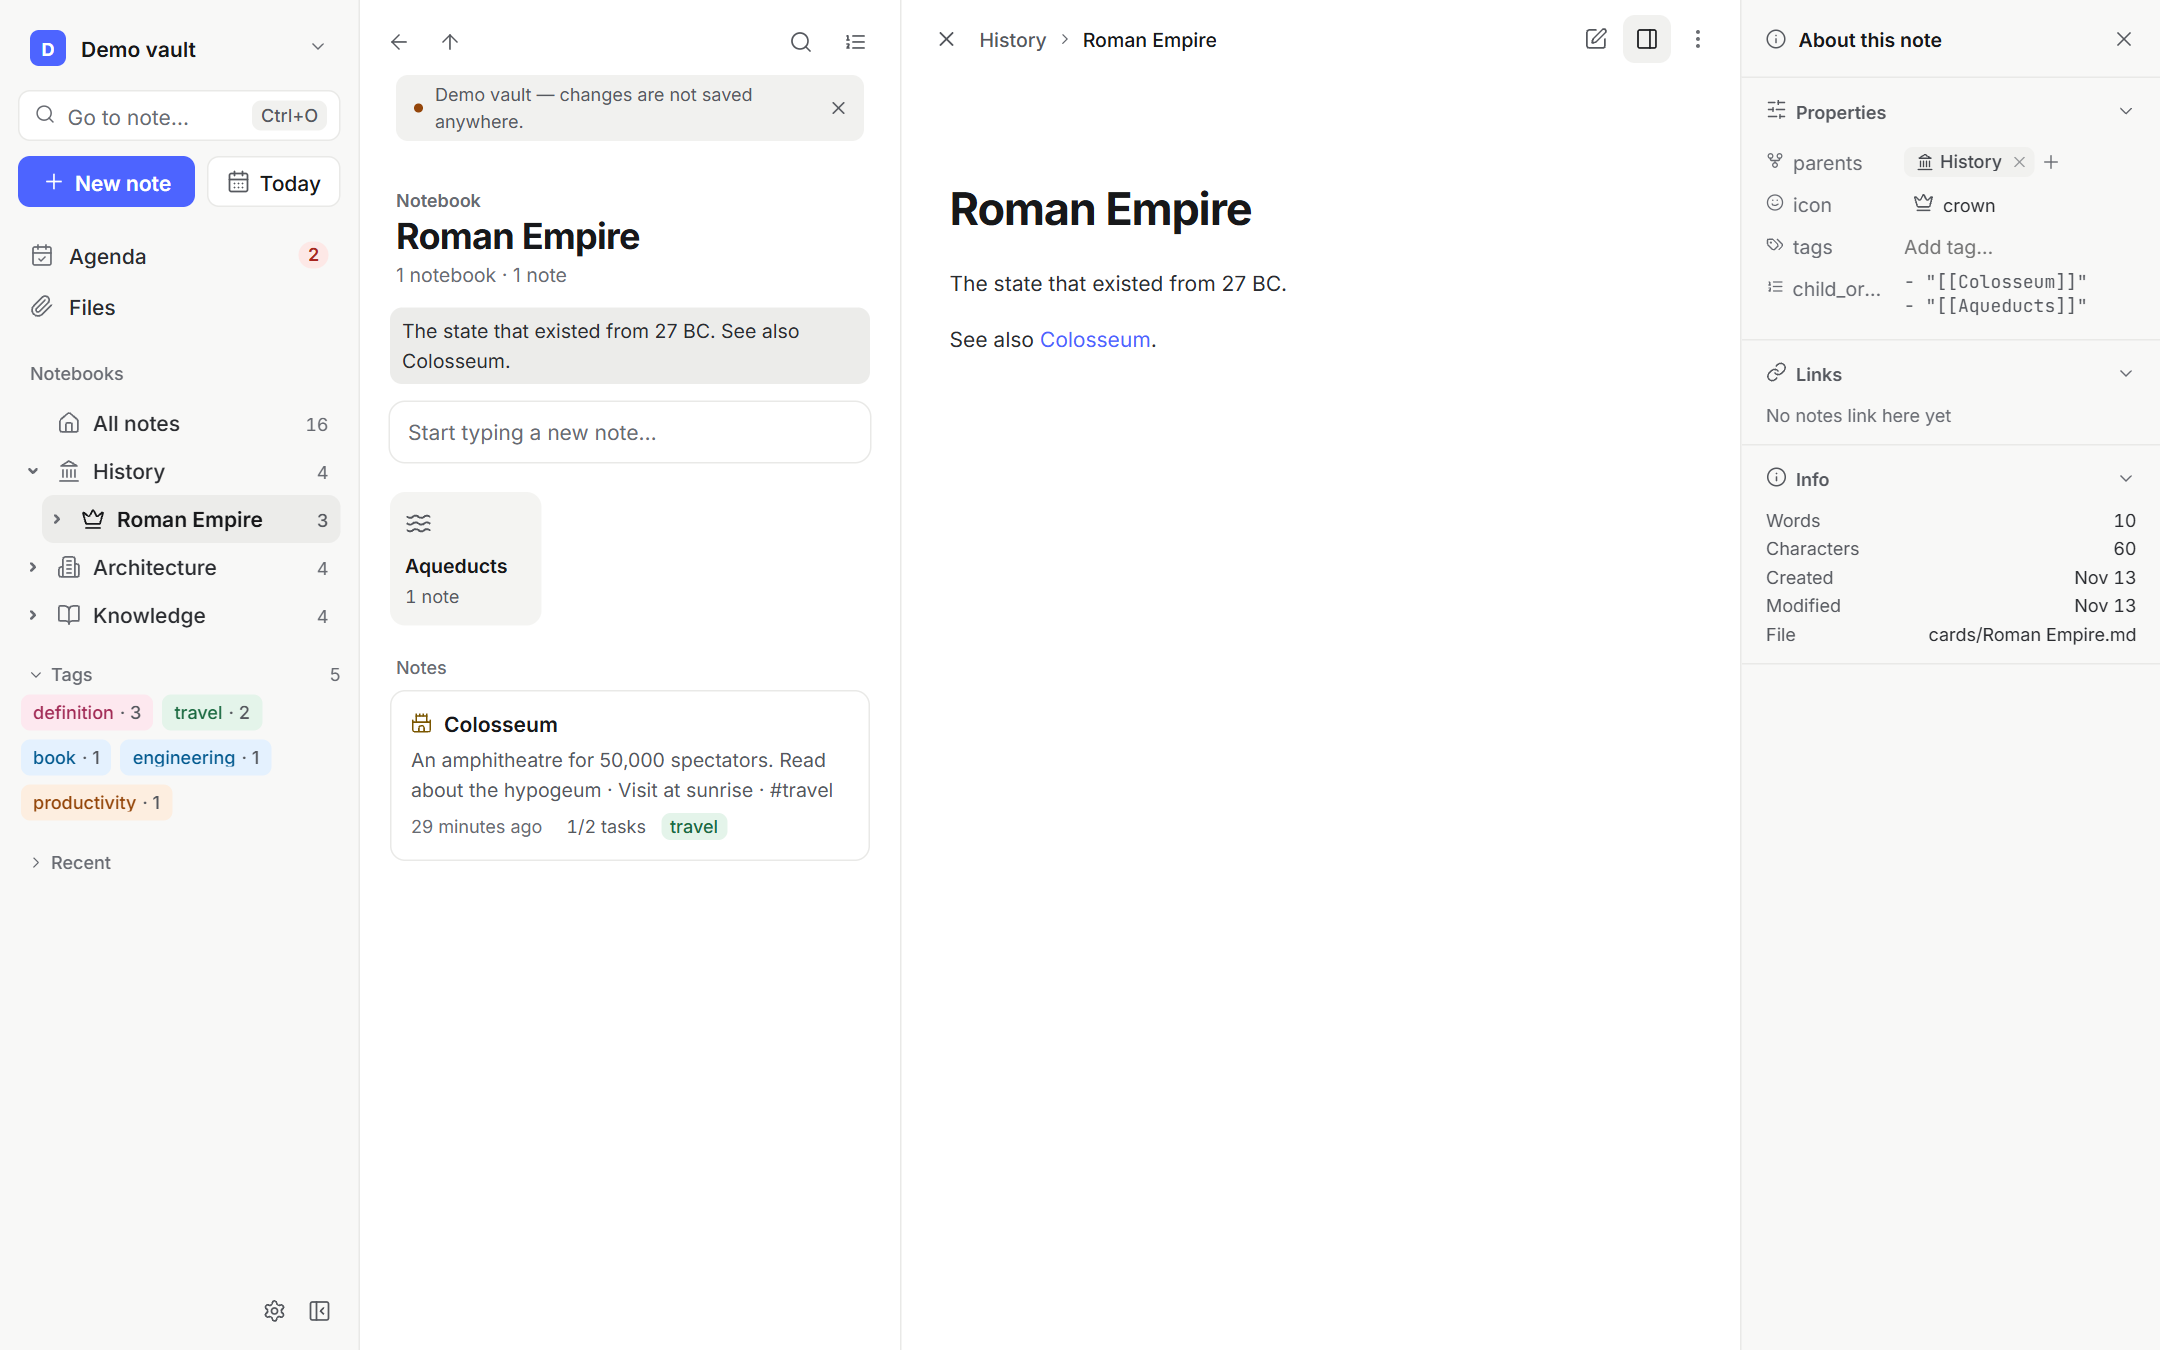 D Demo vault
Go to note... Ctrl+O
New note Today
Agenda 2
Files
Notebooks
All notes 16
History 4
Roman Empire 3
Architecture 4
Knowledge 4
Tags 5
definition · 3 travel · 2
book · 1 engineering · 1
productivity · 1
Recent
Demo vault — changes are not saved
anywhere.
Notebook
Roman Empire
1 notebook · 1 note
The state that existed from 27 BC. See also
Colosseum.
Start typing a new note...
Aqueducts
1 note
Notes
Colosseum
An amphitheatre for 50,000 spectators. Read
about the hypogeum · Visit at sunrise · #travel
29 minutes ago 1/2 tasks travel
History > Roman Empire
Roman Empire
The state that existed from 27 BC.
See also Colosseum.
About this note
Properties
parents History
icon crown
tags Add tag...
child_or... - "[[Colosseum]]"
- "[[Aqueducts]]"
Links
No notes link here yet
Info
Words 10
Characters 60
Created Nov 13
Modified Nov 13
File cards/Roman Empire.md